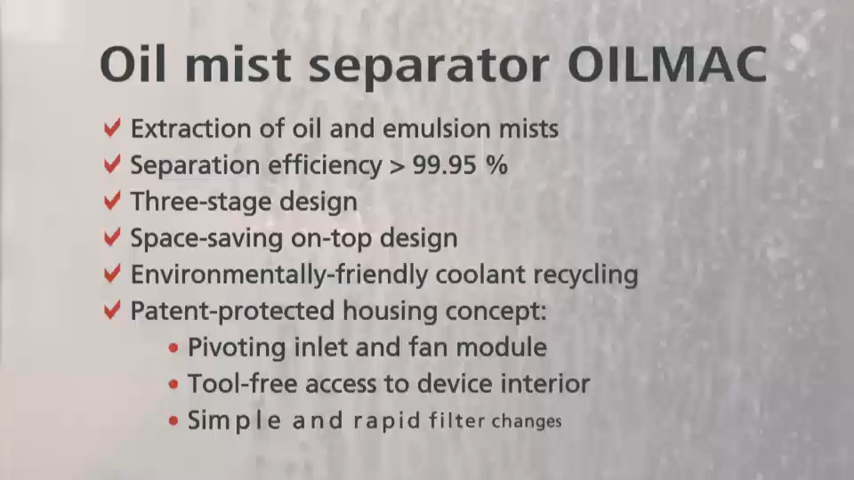 Oil mist separator OILMAC
Extraction of oil and emulsion mists
Separation efficiency > 99.95 %
Three-stage design
Space-saving on-top design
Environmentally-friendly coolant recycling
Patent-protected housing concept:
Pivoting inlet and fan module
Tool-free access to device interior
Simple and rapid filter changes